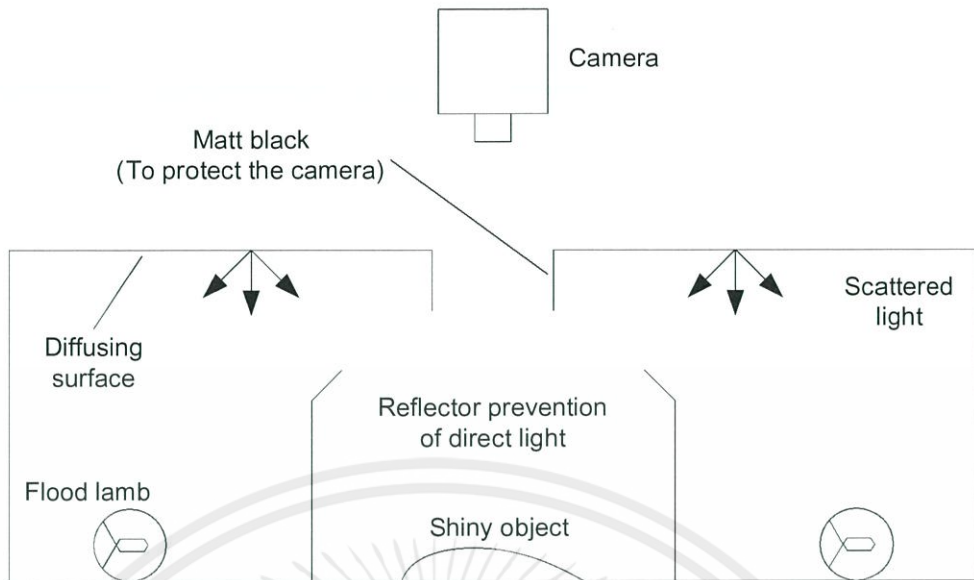 Camera
Matt black
(To protect the camera)
Scattered
light
Diffusing
surface
Reflector prevention
of direct light
Flood lamb
Shiny object